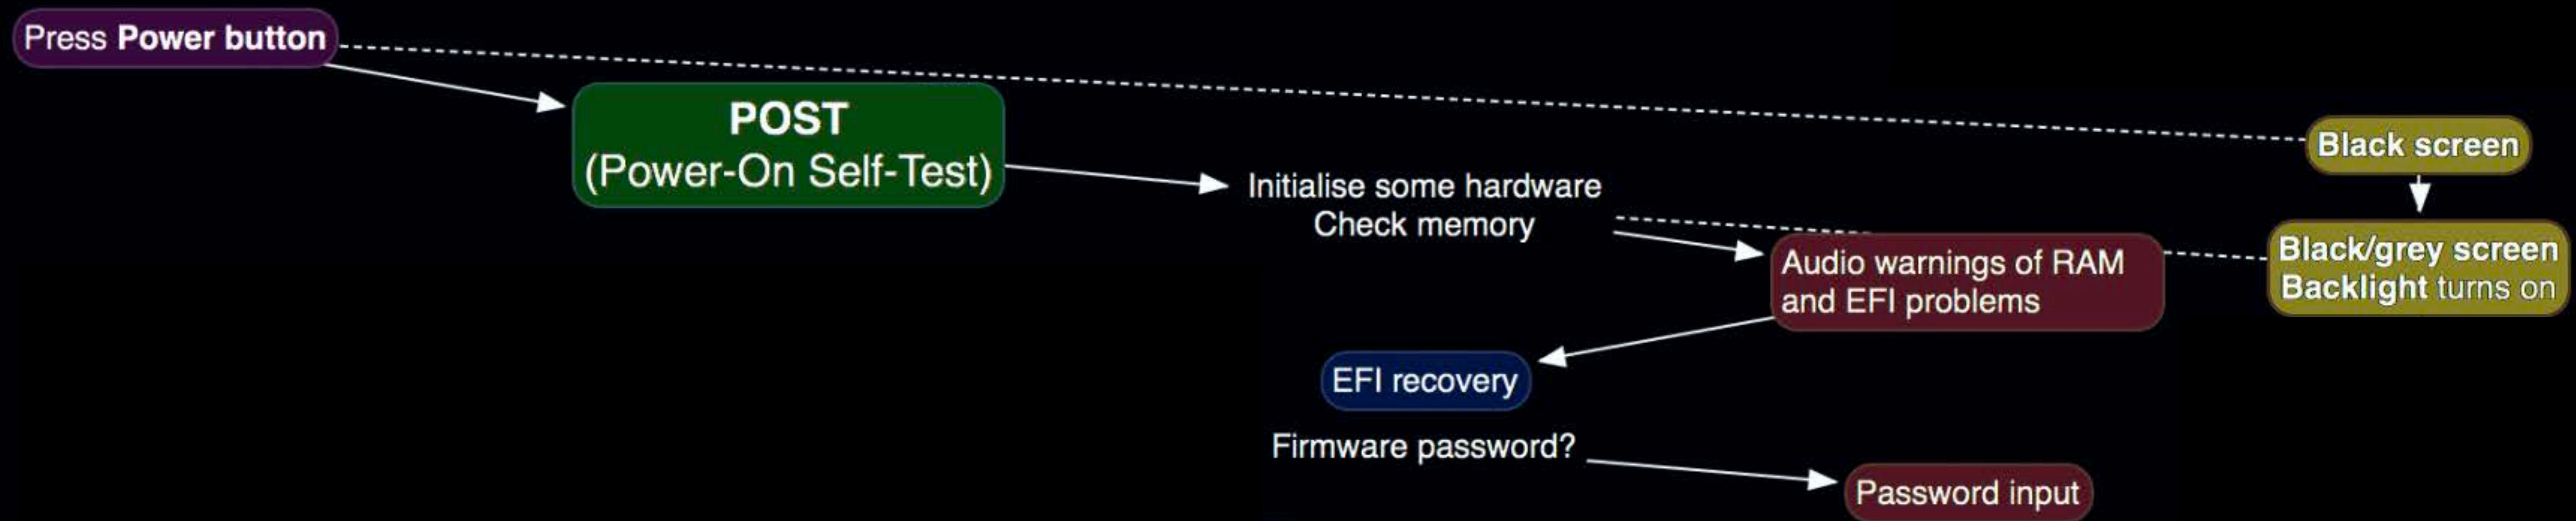 Press Power button
POST
(Power-On Self-Test)
Black screen
Initialise some hardware
Check memory
Audio warnings of RAM
and EFI problems
Black/grey screen
Backlight turns on
EFI recovery
Firmware password?
Password input